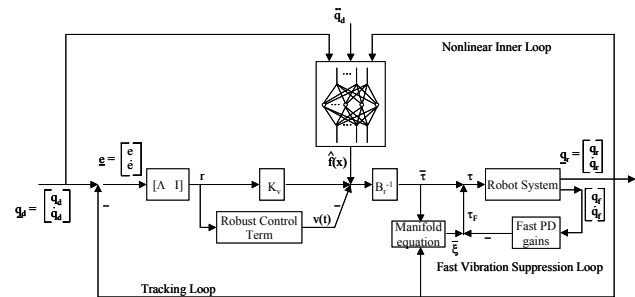 q̈d
Nonlinear Inner Loop
...
...
...
...
e = [e ė]
f̂(x)
qr = [qr q̇r]
[Λ I]
r
Kv
Br-1
τ̄
τ
Robot System
qd = [qd q̇d]
−
Robust Control
Term
v(t)
−
Manifold
equation
τF
ξ̄
−
Fast PD
gains
[qf q̇f]
Fast Vibration Suppression Loop
Tracking Loop